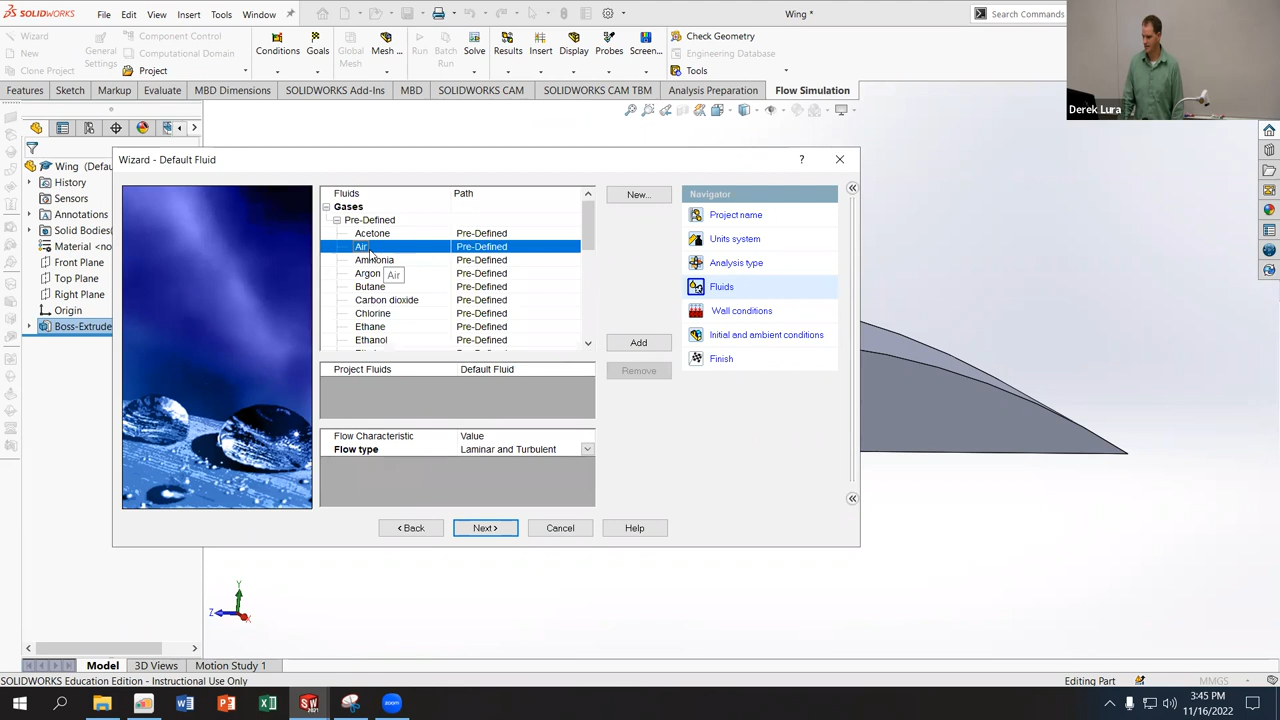 SOLIDWORKS File Edit View Insert Tools Window Wing * Search Commands
Wizard General Settings Component Control Conditions Goals Global Mesh Mesh ... Run Batch Run Solve Results Insert Display Probes Screen... Check Geometry
New Computational Domain Engineering Database
Clone Project Project Tools
Features Sketch Markup Evaluate MBD Dimensions SOLIDWORKS Add-Ins MBD SOLIDWORKS CAM SOLIDWORKS CAM TBM Analysis Preparation Flow Simulation
Derek Lura
Wing (Defau
History
Sensors
Annotations
Solid Bodies
Material <no
Front Plane
Top Plane
Right Plane
Origin
Boss-Extrude
Wizard - Default Fluid ?
Fluids Path
Gases
Pre-Defined
Acetone Pre-Defined
Air Pre-Defined
Ammonia Pre-Defined
Argon Pre-Defined
Air
Butane Pre-Defined
Carbon dioxide Pre-Defined
Chlorine Pre-Defined
Ethane Pre-Defined
Ethanol Pre-Defined
New...
Add
Remove
Project Fluids Default Fluid
Flow Characteristic Value
Flow type Laminar and Turbulent
< Back Next > Cancel Help
Navigator
Project name
Units system
Analysis type
Fluids
Wall conditions
Initial and ambient conditions
Finish
Y
Z X
Model 3D Views Motion Study 1
SOLIDWORKS Education Edition - Instructional Use Only Editing Part MMGS
3:45 PM
11/16/2022